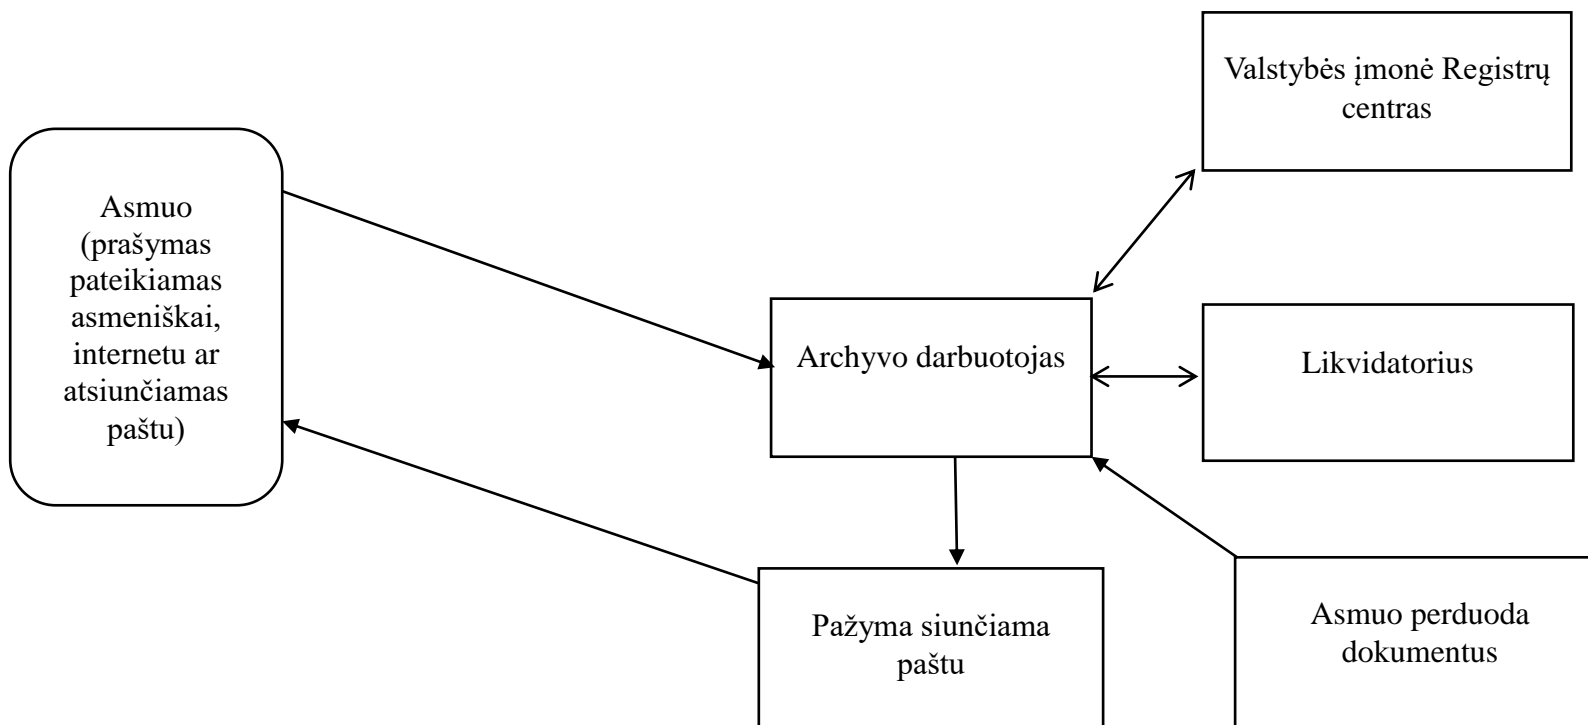 Valstybės įmonė Registrų
centras
Asmuo
(prašymas
pateikiamas
asmeniškai,
internetu ar
atsiunčiamas
paštu)
Archyvo darbuotojas
Likvidatorius
Pažyma siunčiama
paštu
Asmuo perduoda
dokumentus